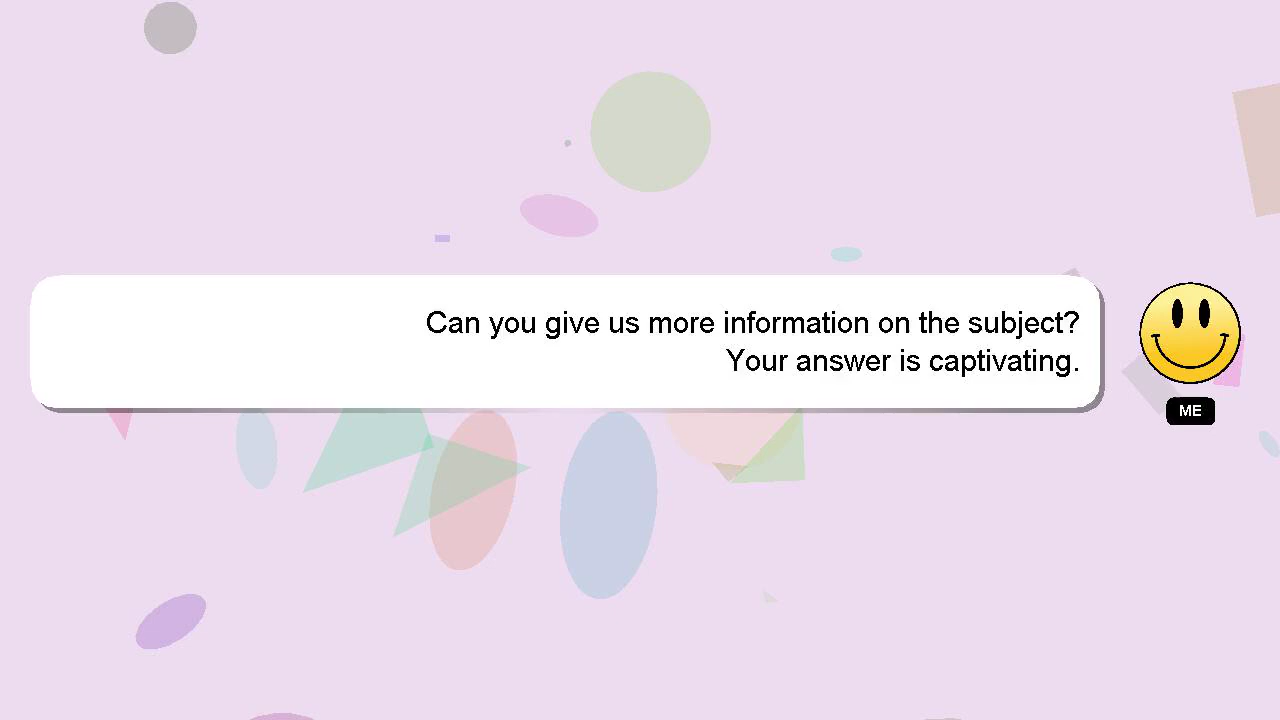 Can you give us more information on the subject?
Your answer is captivating.
ME